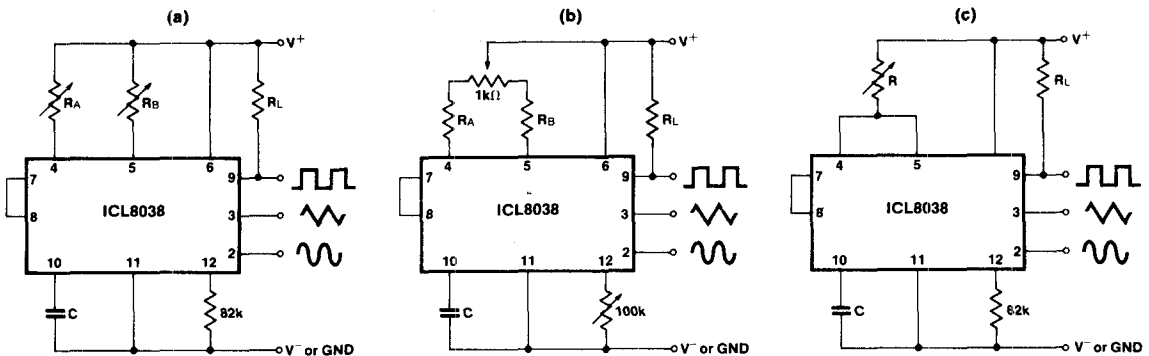 (a)
V+
RA
RB
RL
4
5
6
7
8
ICL8038
9
3
2
10
11
12
C
82k
V- or GND
(b)
V+
1kΩ
RA
RB
RL
4
5
6
7
8
ICL8038
9
3
2
10
11
12
C
100k
V- or GND
(c)
V+
R
RL
4
5
7
8
ICL8038
9
3
2
10
11
12
C
82k
V- or GND